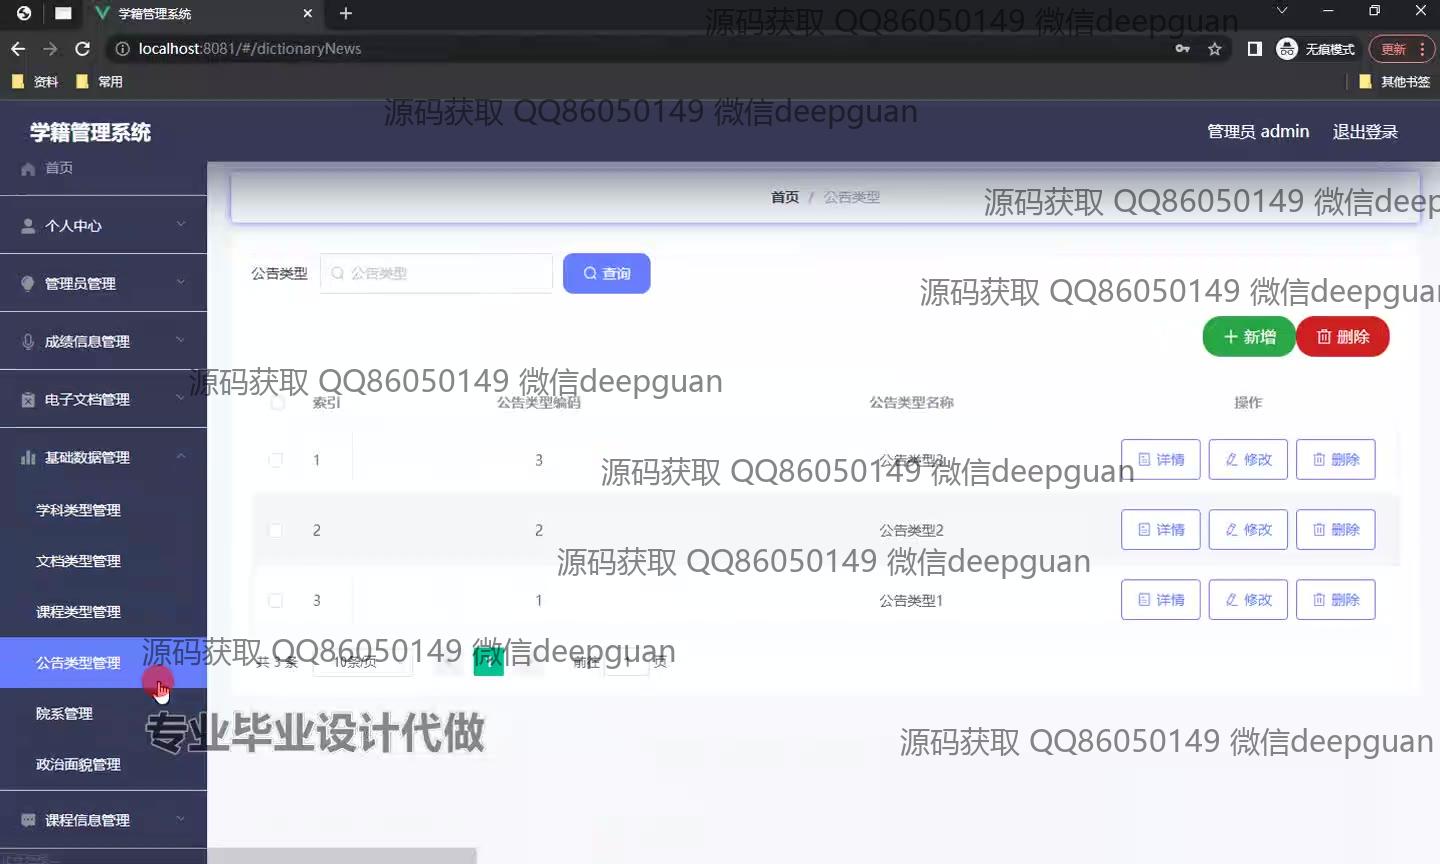 学籍管理系统
源码获取 QQ86050149 微信deepguan
localhost:8081/#/dictionaryNews
无痕模式
更新
资料
常用
其他书签
源码获取 QQ86050149 微信deepguan
学籍管理系统
管理员 admin
退出登录
首页
首页 / 公告类型
源码获取 QQ86050149 微信deep
个人中心
公告类型
公告类型
查询
管理员管理
源码获取 QQ86050149 微信deepgua
新增
删除
成绩信息管理
源码获取 QQ86050149 微信deepguan
电子文档管理
索引
公告类型编码
公告类型名称
操作
基础数据管理
1
3
公告类型3
详情
修改
删除
源码获取 QQ86050149 微信deepguan
学科类型管理
2
2
公告类型2
详情
修改
删除
文档类型管理
源码获取 QQ86050149 微信deepguan
课程类型管理
3
1
公告类型1
详情
修改
删除
公告类型管理
源码获取 QQ86050149 微信deepguan
共 3 条
10条/页
1
前往
1
页
院系管理
专业毕业设计代做
源码获取 QQ86050149 微信deepguan
政治面貌管理
课程信息管理